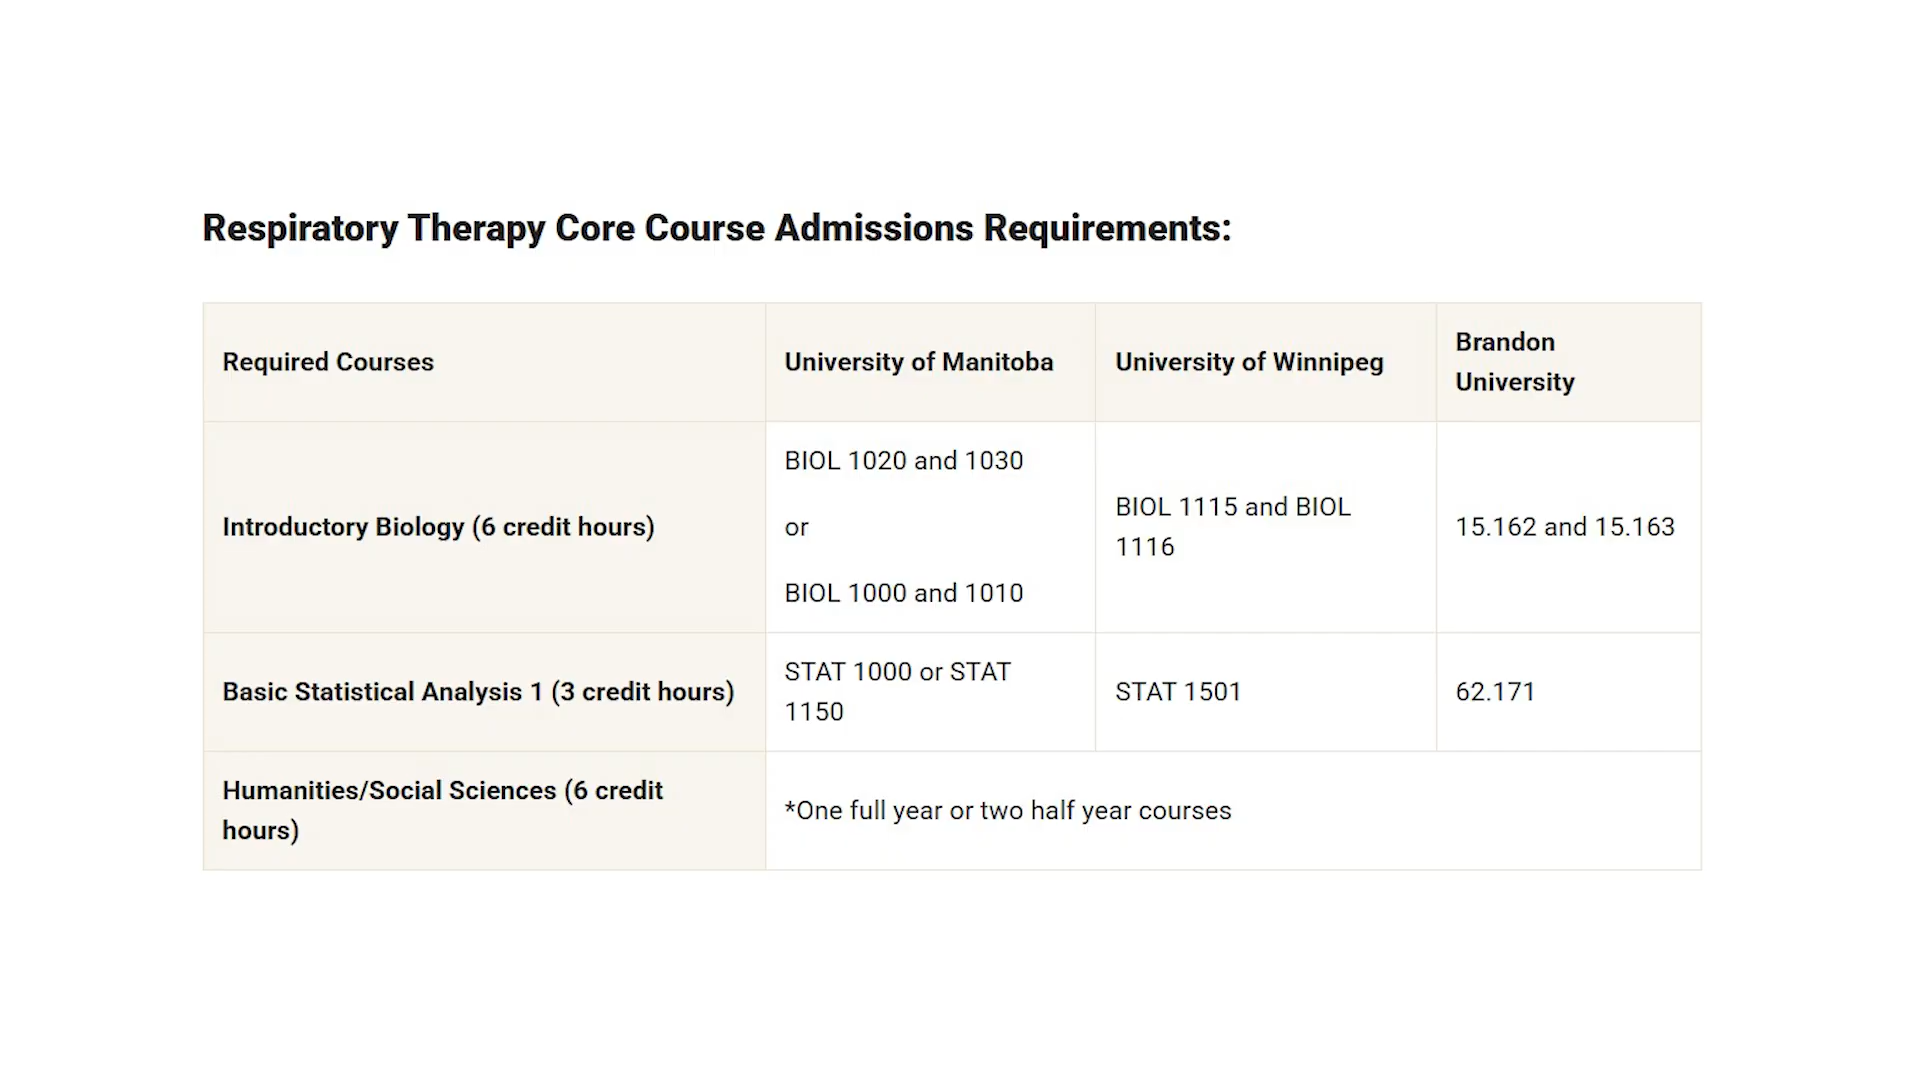 Respiratory Therapy Core Course Admissions Requirements:
Required Courses
University of Manitoba
University of Winnipeg
Brandon
University
Introductory Biology (6 credit hours)
BIOL 1020 and 1030
or
BIOL 1000 and 1010
BIOL 1115 and BIOL
1116
15.162 and 15.163
Basic Statistical Analysis 1 (3 credit hours)
STAT 1000 or STAT
1150
STAT 1501
62.171
Humanities/Social Sciences (6 credit
hours)
*One full year or two half year courses